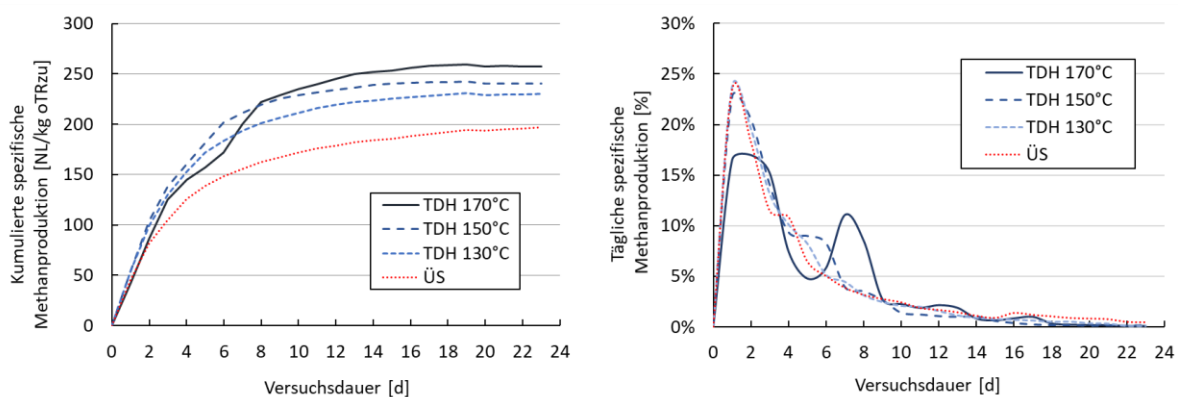 Kumulierte spezifische
Methanproduktion [NL/kg oTRzu]
300
250
200
150
100
50
0
TDH 170°C
TDH 150°C
TDH 130°C
ÜS
0 2 4 6 8 10 12 14 16 18 20 22 24
Versuchsdauer [d]
Tägliche spezifische
Methanproduktion [%]
30%
25%
20%
15%
10%
5%
0%
TDH 170°C
TDH 150°C
TDH 130°C
ÜS
0 2 4 6 8 10 12 14 16 18 20 22 24
Versuchsdauer [d]